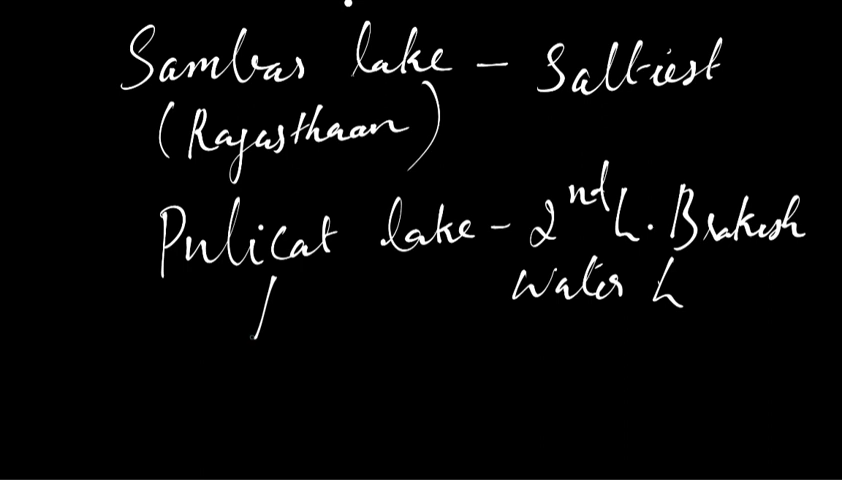 Sambar lake - Saltiest
(Rajasthaan)
Pulicat lake - 2nd L. Brakish
water L